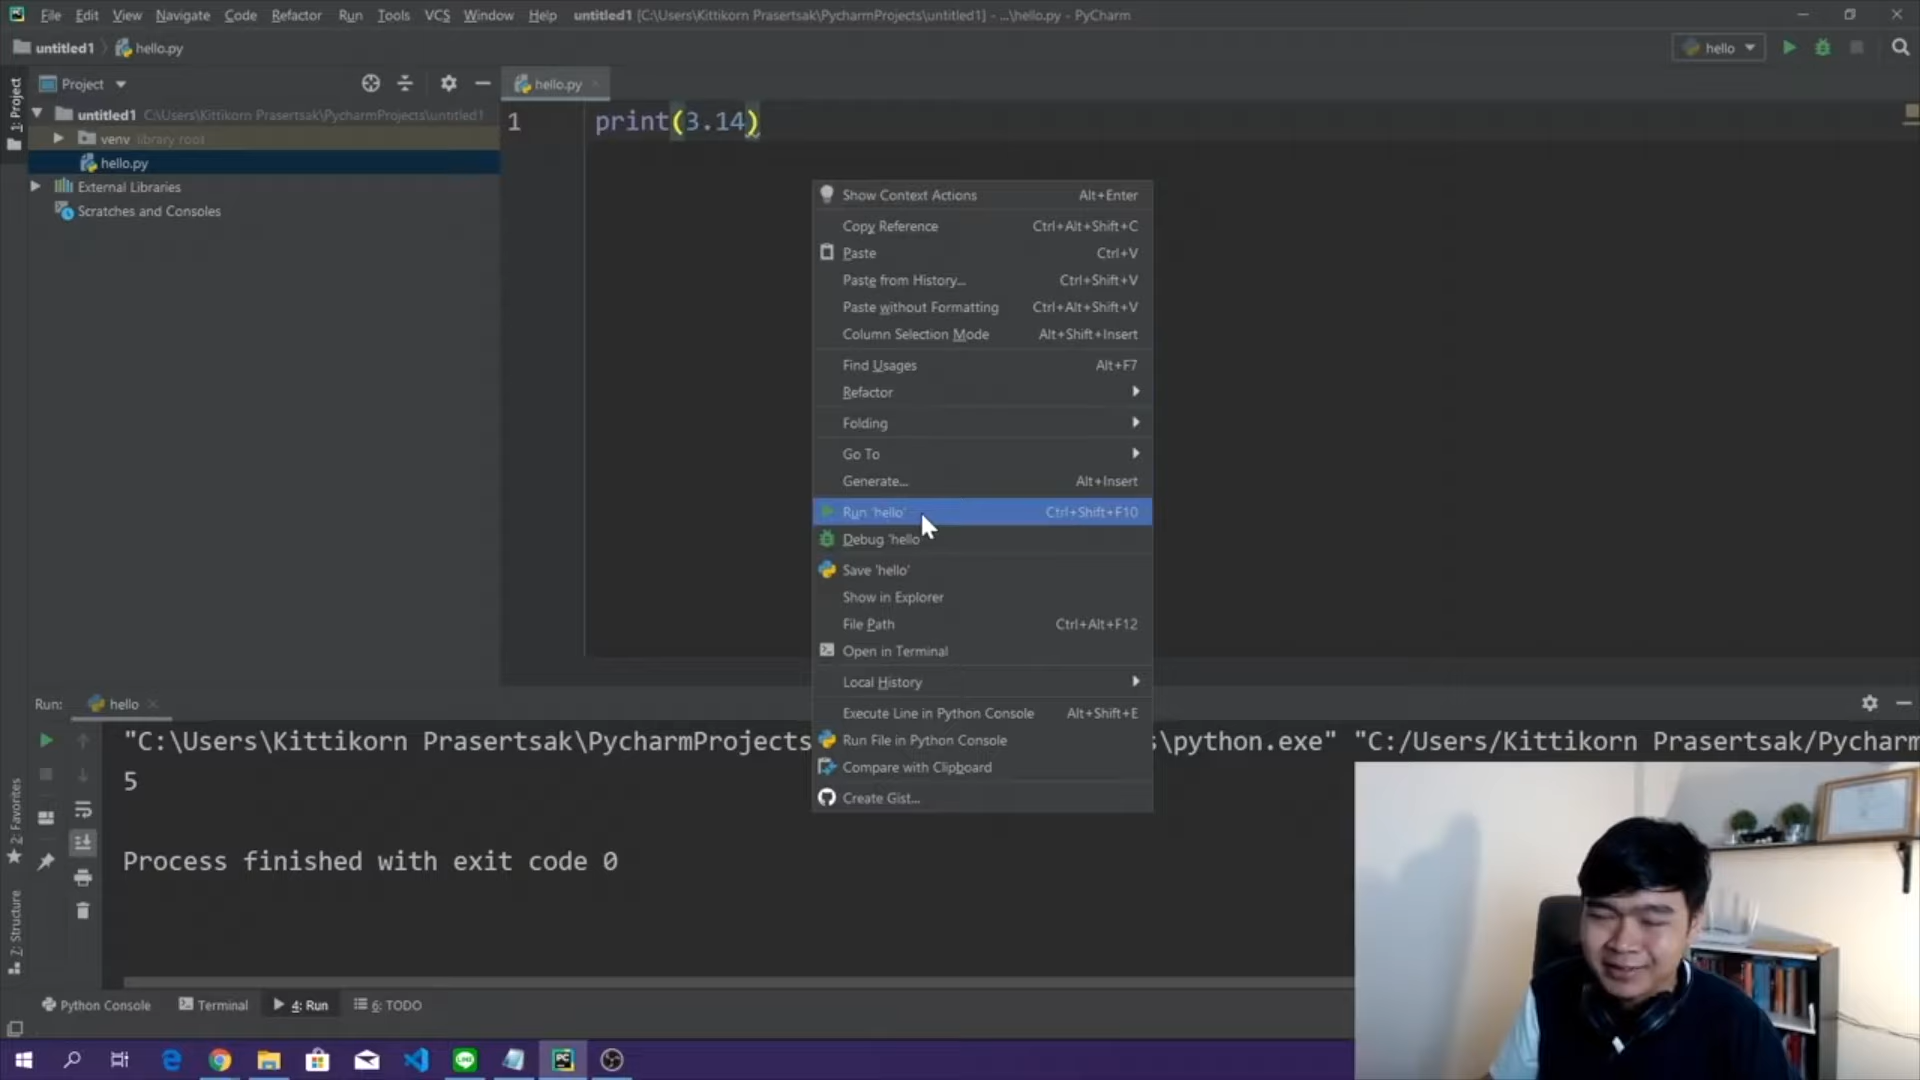 File Edit View Navigate Code Refactor Run Tools VCS Window Help untitled1 [C:\Users\Kittikorn Prasertsak\PycharmProjects\untitled1] - ...\hello.py - PyCharm
untitled1 hello.py
hello
1: Project
Project
hello.py
untitled1 C:\Users\Kittikorn Prasertsak\PycharmProjects\untitled1
venv library root
hello.py
External Libraries
Scratches and Consoles
1 print(3.14)
Show Context Actions Alt+Enter
Copy Reference Ctrl+Alt+Shift+C
Paste Ctrl+V
Paste from History... Ctrl+Shift+V
Paste without Formatting Ctrl+Alt+Shift+V
Column Selection Mode Alt+Shift+Insert
Find Usages Alt+F7
Refactor
Folding
Go To
Generate... Alt+Insert
Run 'hello' Ctrl+Shift+F10
Debug 'hello'
Save 'hello'
Show in Explorer
File Path Ctrl+Alt+F12
Open in Terminal
Local History
Execute Line in Python Console Alt+Shift+E
Run File in Python Console
Compare with Clipboard
Create Gist...
Run: hello
"C:\Users\Kittikorn Prasertsak\PycharmProjects s\python.exe" "C:/Users/Kittikorn Prasertsak/Pycharm
5
Process finished with exit code 0
2: Favorites
7: Structure
Python Console Terminal 4: Run 6: TODO
LINE
PC